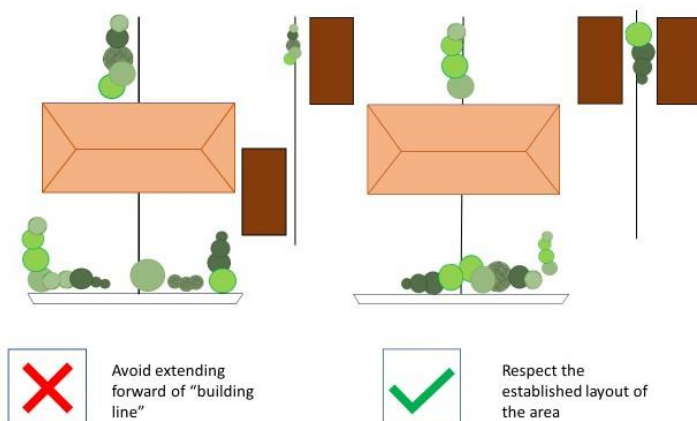 Avoid extending
forward of “building
line”
Respect the
established layout of
the area